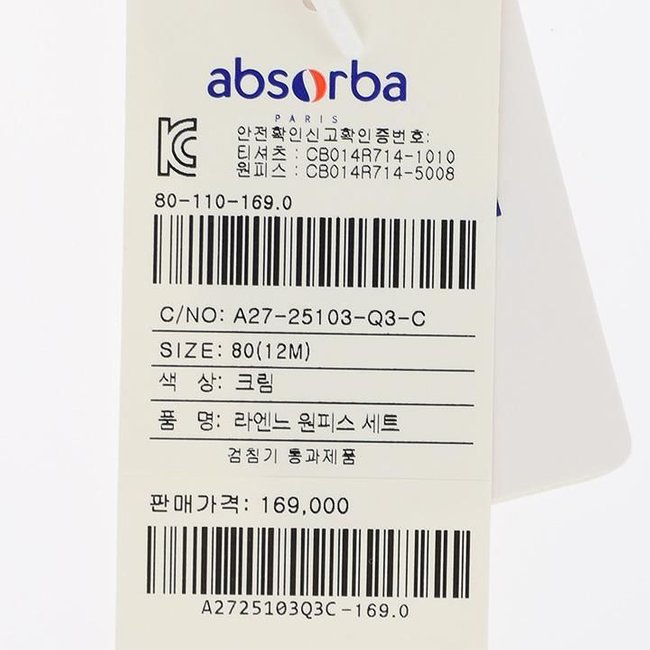 absorba
PARIS
안전확인신고확인증번호:
티셔츠 : CB014R714-1010
원피스 : CB014R714-5008
80-110-169.0
C/NO: A27-25103-Q3-C
SIZE: 80(12M)
색 상: 크림
품 명: 라엔느 원피스 세트
검침기 통과제품
판매가격: 169,000
A2725103Q3C-169.0